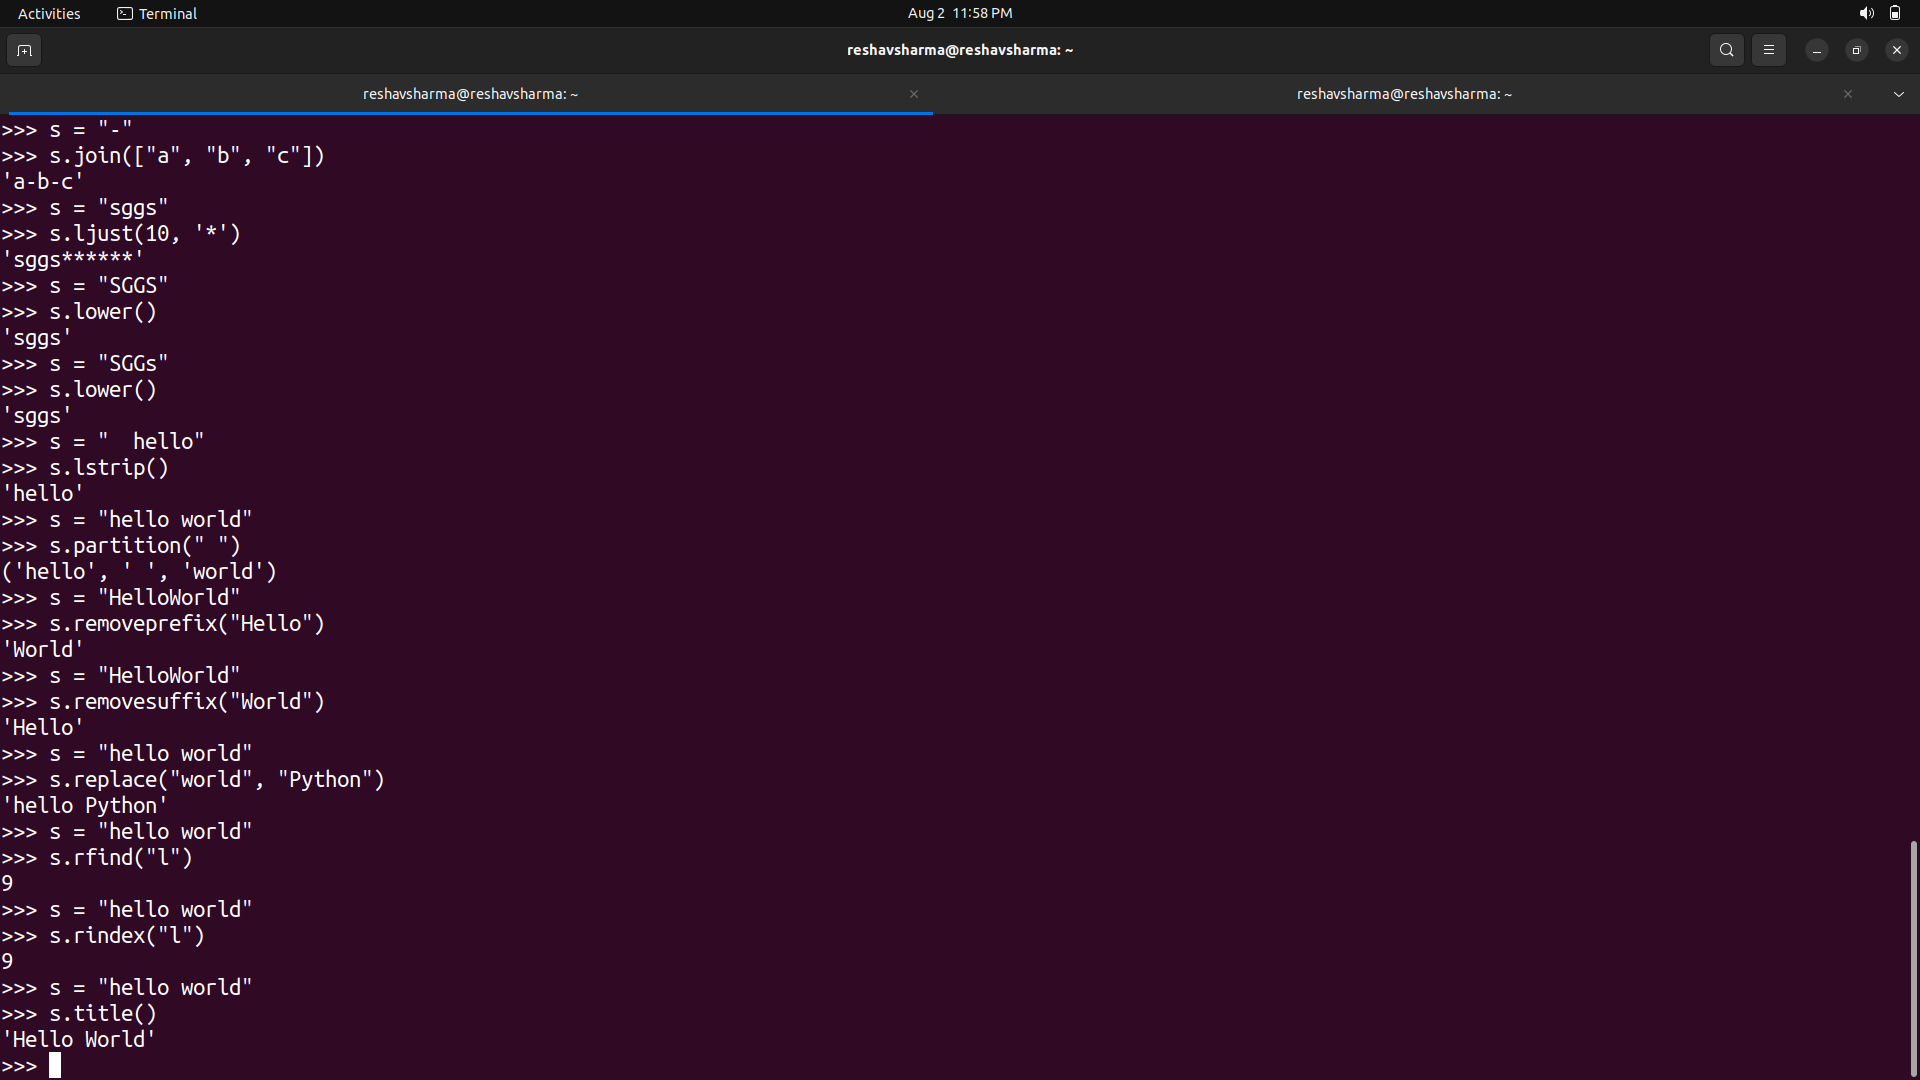 Activities Terminal Aug 2 11:58 PM
reshavsharma@reshavsharma: ~
reshavsharma@reshavsharma: ~ reshavsharma@reshavsharma: ~
>>> s = "-"
>>> s.join(["a", "b", "c"])
'a-b-c'
>>> s = "sggs"
>>> s.ljust(10, '*')
'sggs******'
>>> s = "SGGS"
>>> s.lower()
'sggs'
>>> s = "SGGs"
>>> s.lower()
'sggs'
>>> s = "  hello"
>>> s.lstrip()
'hello'
>>> s = "hello world"
>>> s.partition(" ")
('hello', ' ', 'world')
>>> s = "HelloWorld"
>>> s.removeprefix("Hello")
'World'
>>> s = "HelloWorld"
>>> s.removesuffix("World")
'Hello'
>>> s = "hello world"
>>> s.replace("world", "Python")
'hello Python'
>>> s = "hello world"
>>> s.rfind("l")
9
>>> s = "hello world"
>>> s.rindex("l")
9
>>> s = "hello world"
>>> s.title()
'Hello World'
>>>